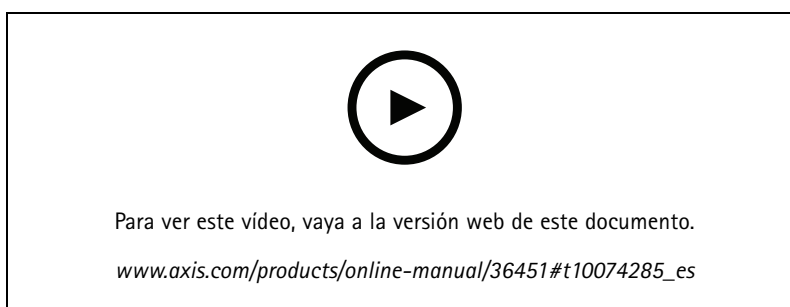 Para ver este vídeo, vaya a la versión web de este documento.
www.axis.com/products/online-manual/36451#t10074285_es